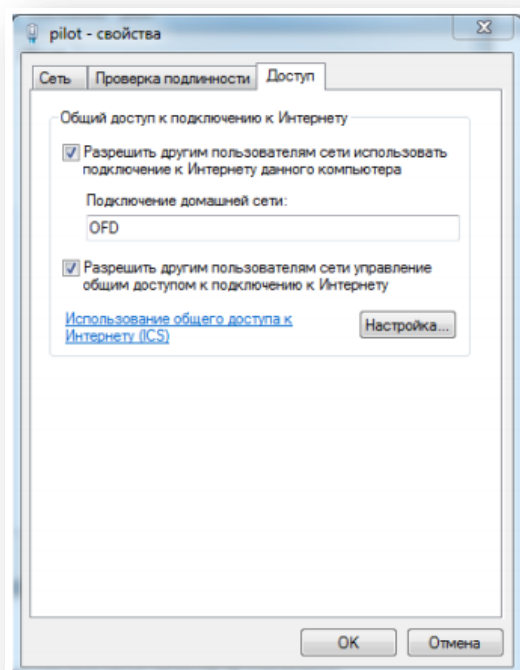 pilot - свойства
Сеть Проверка подлинности Доступ
Общий доступ к подключению к Интернету
Разрешить другим пользователям сети использовать
подключение к Интернету данного компьютера
Подключение домашней сети:
OFD
Разрешить другим пользователям сети управление
общим доступом к подключению к Интернету
Использование общего доступа к
Интернету (ICS)
Настройка...
OK Отмена